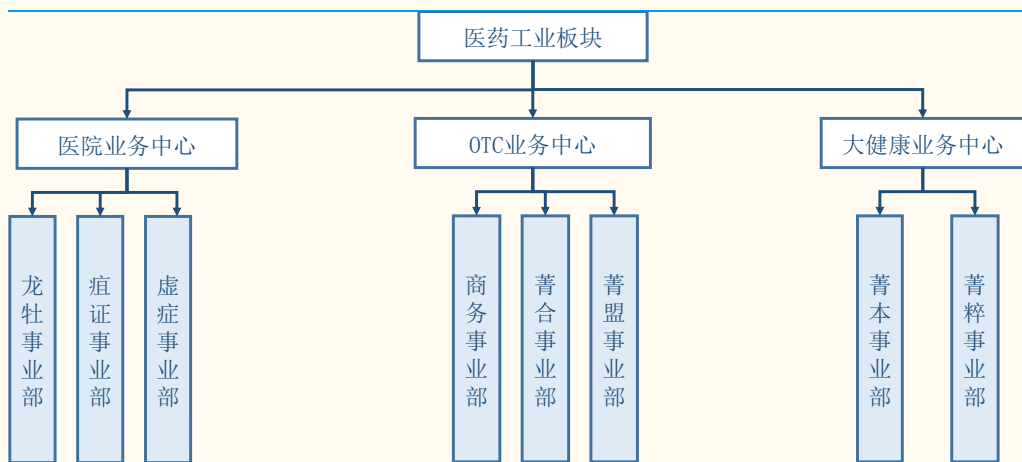 医药工业板块
医院业务中心
OTC业务中心
大健康业务中心
龙牡事业部
疽证事业部
虚症事业部
商务事业部
菁合事业部
菁盟事业部
菁本事业部
菁粹事业部